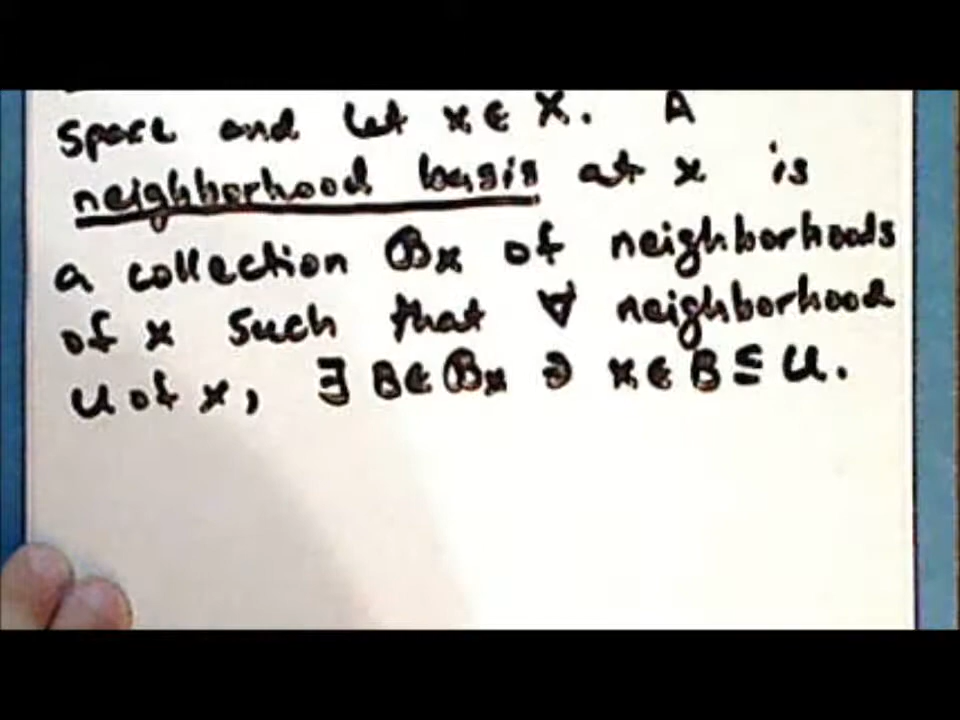 space and let x ∈ X. A
neighborhood basis at x is
a collection ℬx of neighborhoods
of x such that ∀ neighborhood
U of x, ∃ B ∈ ℬx ∋ x ∈ B ⊆ U.